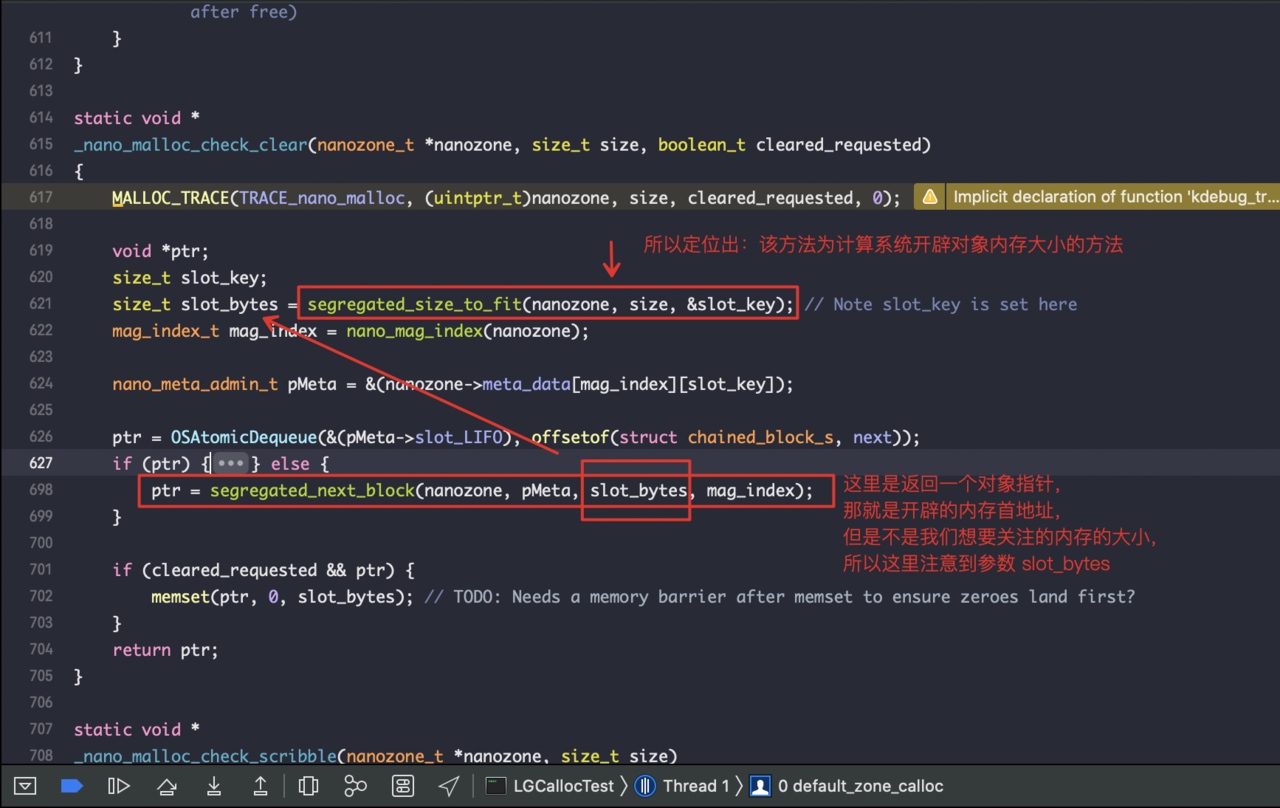 after free)
611 }
612 }
613
614 static void *
615 _nano_malloc_check_clear(nanozone_t *nanozone, size_t size, boolean_t cleared_requested)
616 {
617 MALLOC_TRACE(TRACE_nano_malloc, (uintptr_t)nanozone, size, cleared_requested, 0); Implicit declaration of function 'kdebug_tr...
618
所以定位出：该方法为计算系统开辟对象内存大小的方法
619 void *ptr;
620 size_t slot_key;
621 size_t slot_bytes = segregated_size_to_fit(nanozone, size, &slot_key); // Note slot_key is set here
622 mag_index_t mag_index = nano_mag_index(nanozone);
623
624 nano_meta_admin_t pMeta = &(nanozone->meta_data[mag_index][slot_key]);
625
626 ptr = OSAtomicDequeue(&(pMeta->slot_LIFO), offsetof(struct chained_block_s, next));
627 if (ptr) {•••} else {
698 ptr = segregated_next_block(nanozone, pMeta, slot_bytes, mag_index);
699 }
这里是返回一个对象指针，
那就是开辟的内存首地址，
但是不是我们想要关注的内存的大小，
所以这里注意到参数 slot_bytes
700
701 if (cleared_requested && ptr) {
702 memset(ptr, 0, slot_bytes); // TODO: Needs a memory barrier after memset to ensure zeroes land first?
703 }
704 return ptr;
705 }
706
707 static void *
708 _nano_malloc_check_scribble(nanozone_t *nanozone, size_t size)
LGCallocTest 〉 Thread 1 〉 0 default_zone_calloc